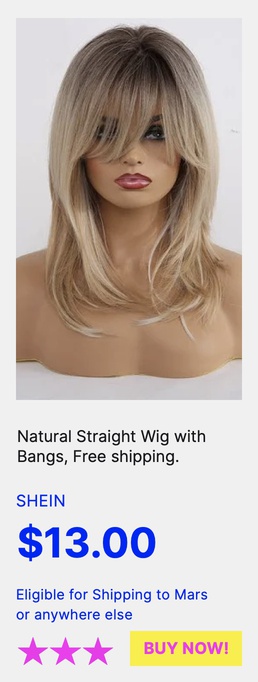 Natural Straight Wig with
Bangs, Free shipping.
SHEIN
$13.00
Eligible for Shipping to Mars
or anywhere else
BUY NOW!